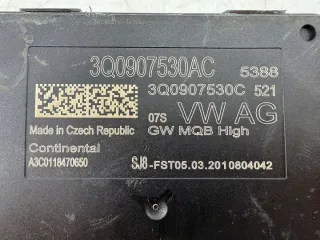 3Q0907530AC 5388
3Q0907530C 521
07S VW AG
Made in Czech Republic GW MQB High
Continental
A3C0118470650 SJ8-FST05.03.2010804042